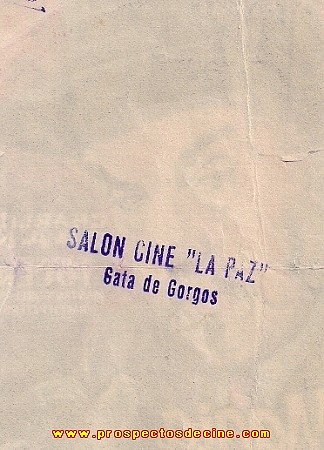 SALON CINE "LA PAZ"
Gata de Gorgos
www.prospectosdecine.com